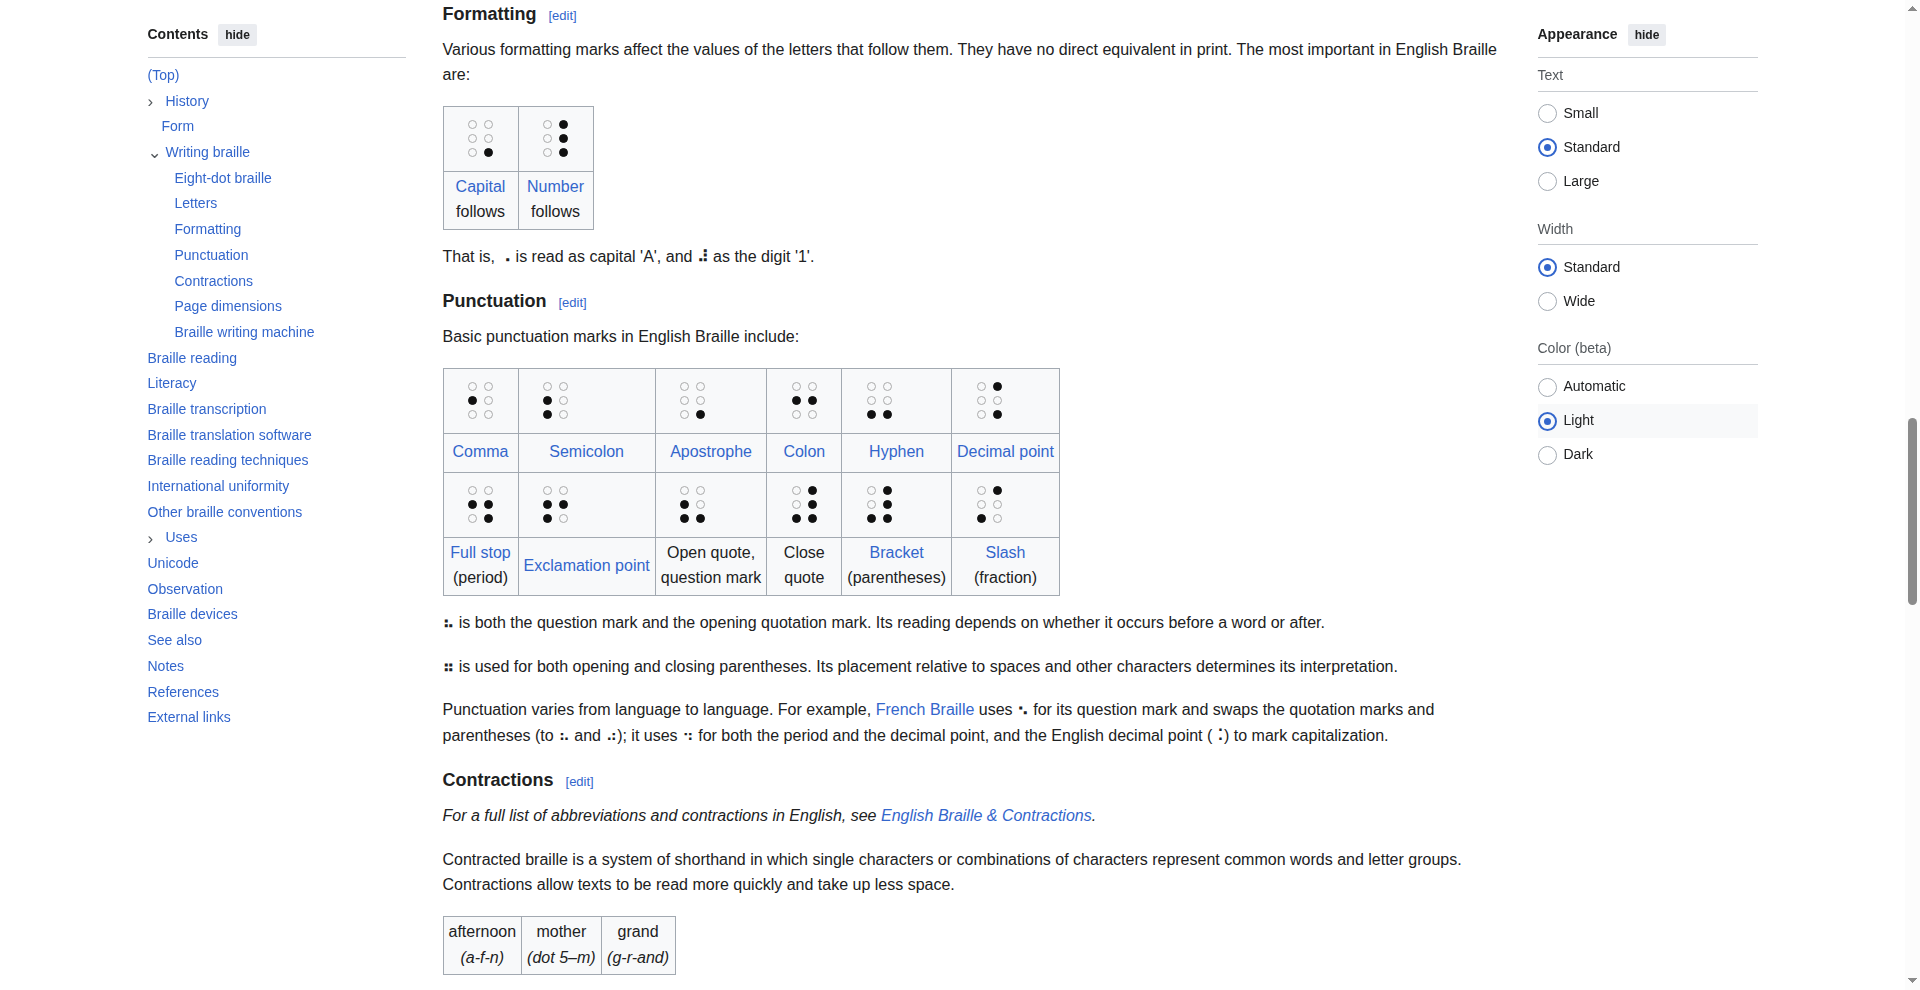 Contents hide
(Top)
History
Form
Writing braille
Eight-dot braille
Letters
Formatting
Punctuation
Contractions
Page dimensions
Braille writing machine
Braille reading
Literacy
Braille transcription
Braille translation software
Braille reading techniques
International uniformity
Other braille conventions
Uses
Unicode
Observation
Braille devices
See also
Notes
References
External links
Formatting [edit]
Various formatting marks affect the values of the letters that follow them. They have no direct equivalent in print. The most important in English Braille
are:
Capital follows
Number follows
That is, ⠠ is read as capital 'A', and ⠼ as the digit '1'.
Punctuation [edit]
Basic punctuation marks in English Braille include:
Comma Semicolon Apostrophe Colon Hyphen Decimal point
Full stop (period)
Exclamation point
Open quote, question mark
Close quote
Bracket (parentheses)
Slash (fraction)
⠦ is both the question mark and the opening quotation mark. Its reading depends on whether it occurs before a word or after.
⠶ is used for both opening and closing parentheses. Its placement relative to spaces and other characters determines its interpretation.
Punctuation varies from language to language. For example, French Braille uses ⠢ for its question mark and swaps the quotation marks and
parentheses (to ⠦ and ⠴); it uses ⠲ for both the period and the decimal point, and the English decimal point (⠨) to mark capitalization.
Contractions [edit]
For a full list of abbreviations and contractions in English, see English Braille & Contractions.
Contracted braille is a system of shorthand in which single characters or combinations of characters represent common words and letter groups.
Contractions allow texts to be read more quickly and take up less space.
afternoon mother grand
(a-f-n) (dot 5–m) (g-r-and)
Appearance hide
Text
Small
Standard
Large
Width
Standard
Wide
Color (beta)
Automatic
Light
Dark